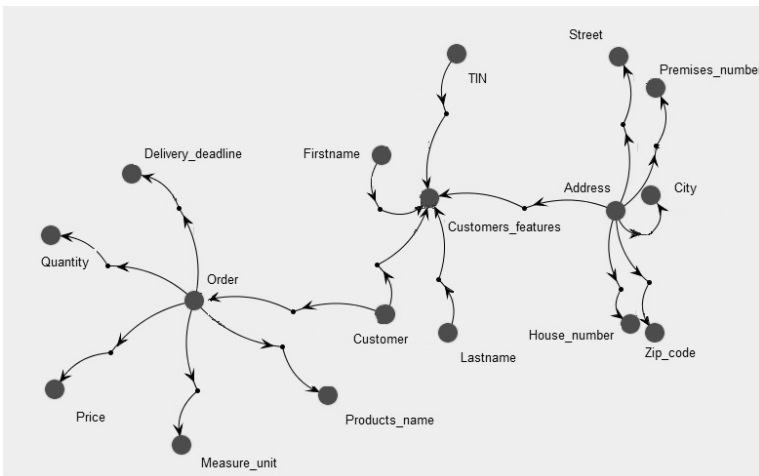 Street
Premises_number
TIN
Delivery_deadline
Firstname
Address
City
Customers_features
Quantity
Order
Customer
House_number
Zip_code
Lastname
Price
Products_name
Measure_unit